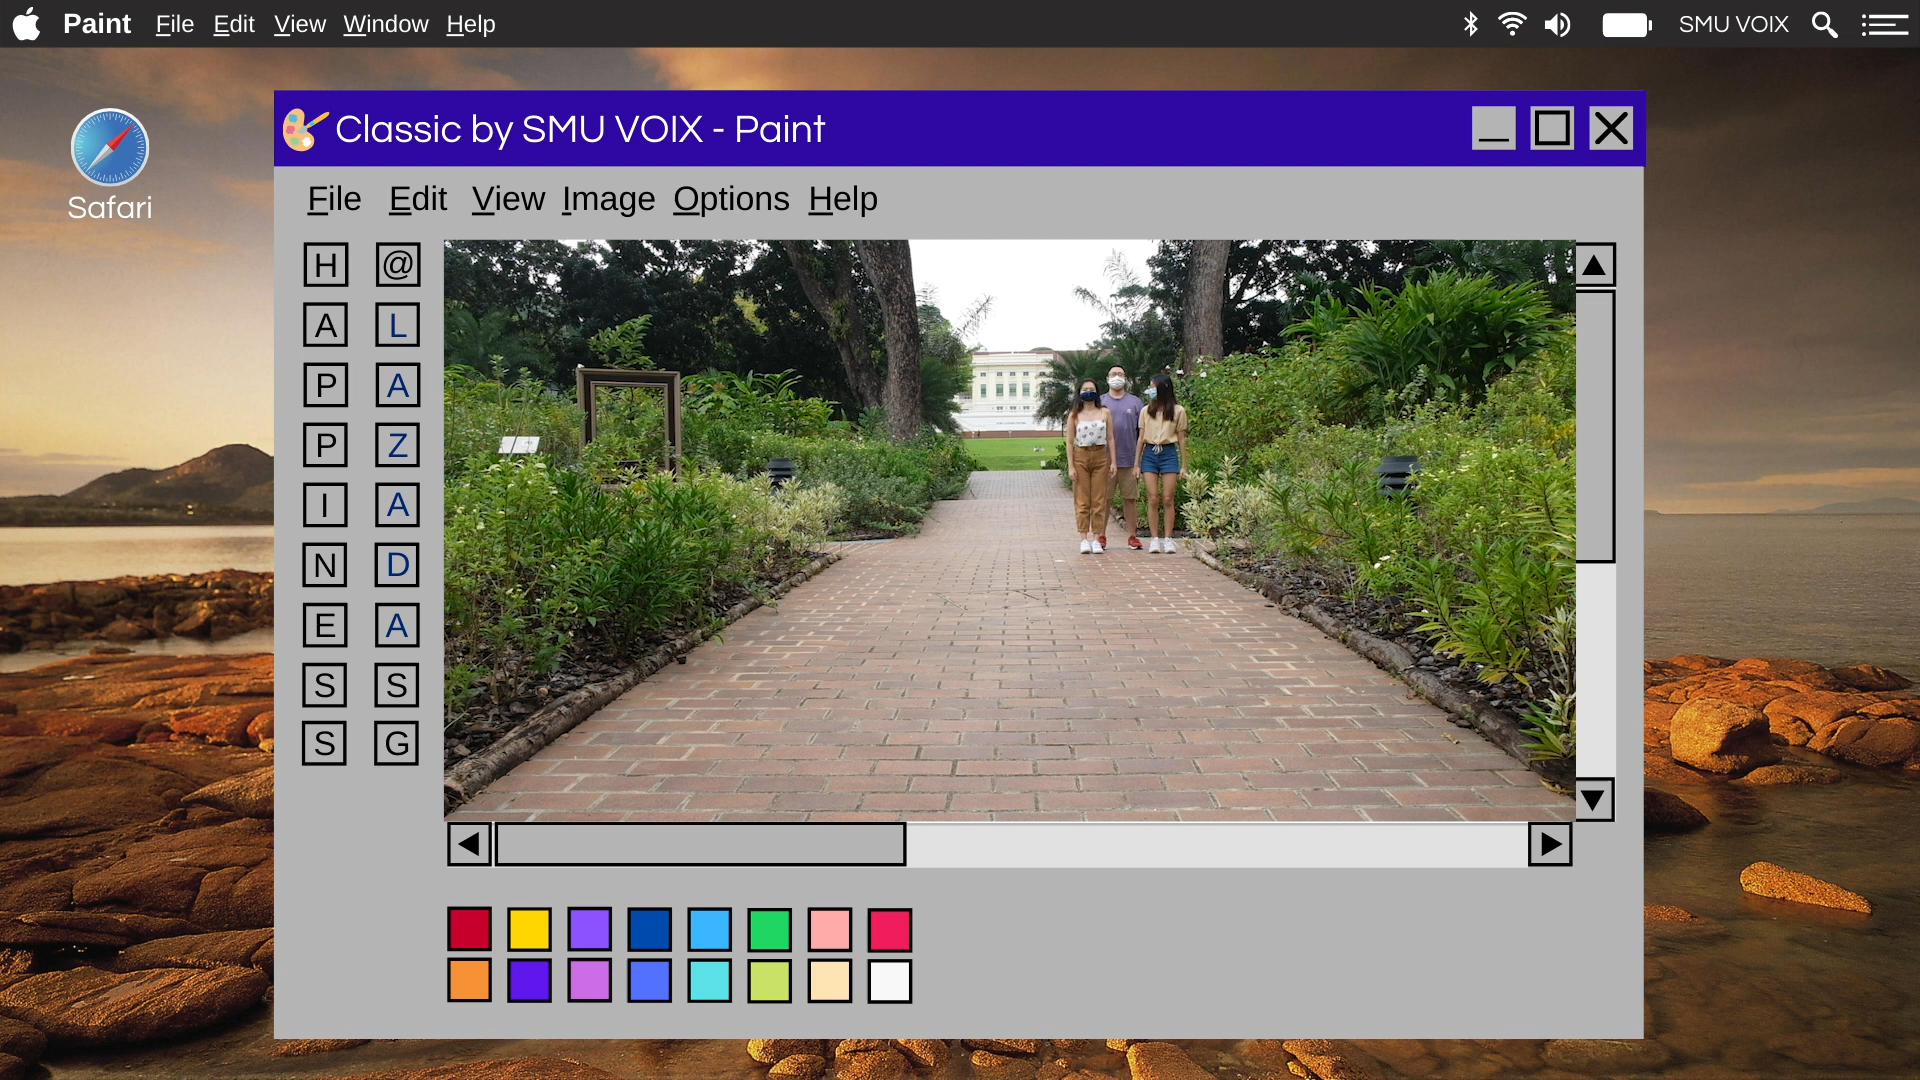 Paint File Edit View Window Help SMU VOIX
Safari
Classic by SMU VOIX - Paint
File Edit View Image Options Help
H @
A L
P A
P Z
I A
N D
E A
S S
S G